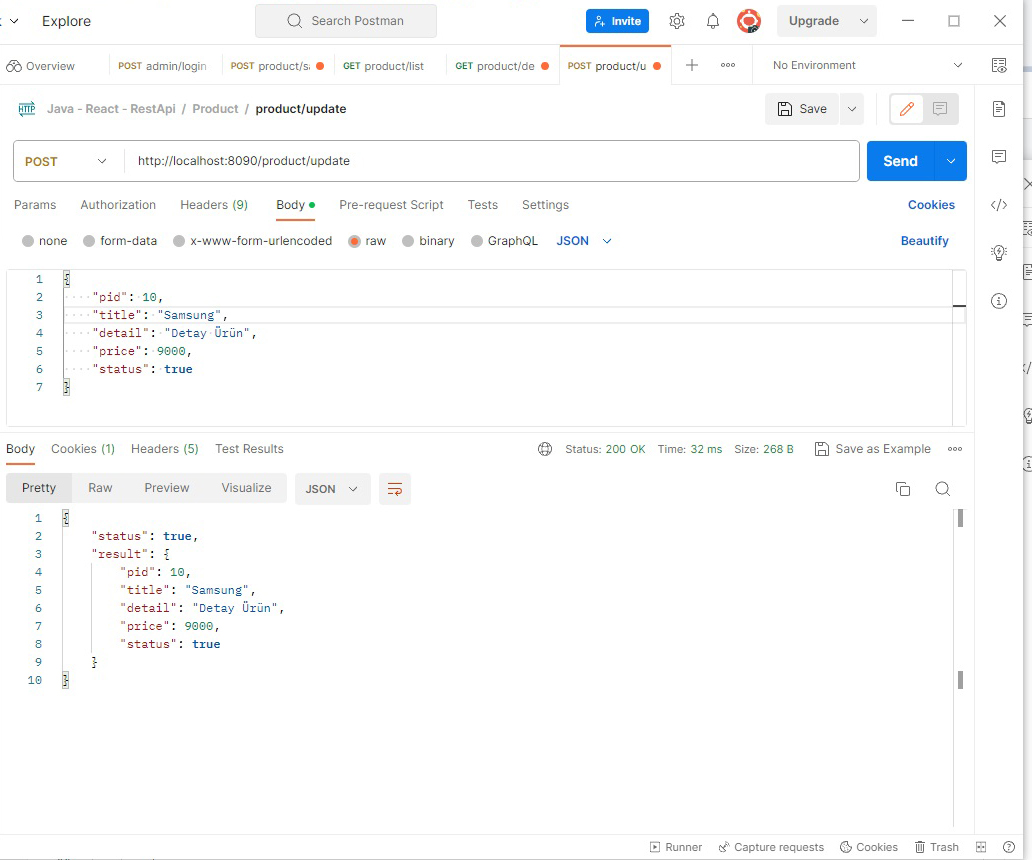 Explore
Search Postman
Invite
Upgrade
Overview
POST admin/login
POST product/s
GET product/list
GET product/de
POST product/u
No Environment
HTTP
Java - React - RestApi / Product / product/update
Save
POST
http://localhost:8090/product/update
Send
Params
Authorization
Headers (9)
Body
Pre-request Script
Tests
Settings
Cookies
none
form-data
x-www-form-urlencoded
raw
binary
GraphQL
JSON
Beautify
1 {
2 "pid": 10,
3 "title": "Samsung",
4 "detail": "Detay Ürün",
5 "price": 9000,
6 "status": true
7 }
Body
Cookies (1)
Headers (5)
Test Results
Status: 200 OK
Time: 32 ms
Size: 268 B
Save as Example
Pretty
Raw
Preview
Visualize
JSON
1 {
2 "status": true,
3 "result": {
4 "pid": 10,
5 "title": "Samsung",
6 "detail": "Detay Ürün",
7 "price": 9000,
8 "status": true
9 }
10 }
Runner
Capture requests
Cookies
Trash